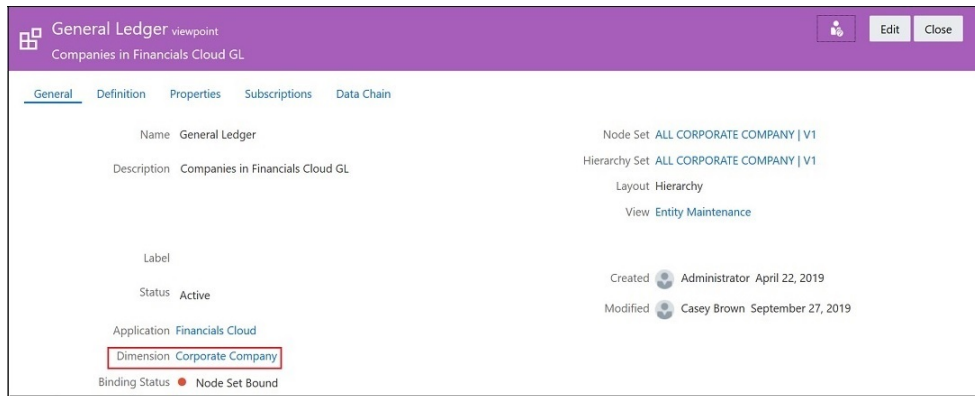 General Ledger viewpoint
Companies in Financials Cloud GL
Edit
Close
General
Definition
Properties
Subscriptions
Data Chain
Name General Ledger
Description Companies in Financials Cloud GL
Label
Status Active
Application Financials Cloud
Dimension Corporate Company
Binding Status Node Set Bound
Node Set ALL CORPORATE COMPANY | V1
Hierarchy Set ALL CORPORATE COMPANY | V1
Layout Hierarchy
View Entity Maintenance
Created Administrator April 22, 2019
Modified Casey Brown September 27, 2019